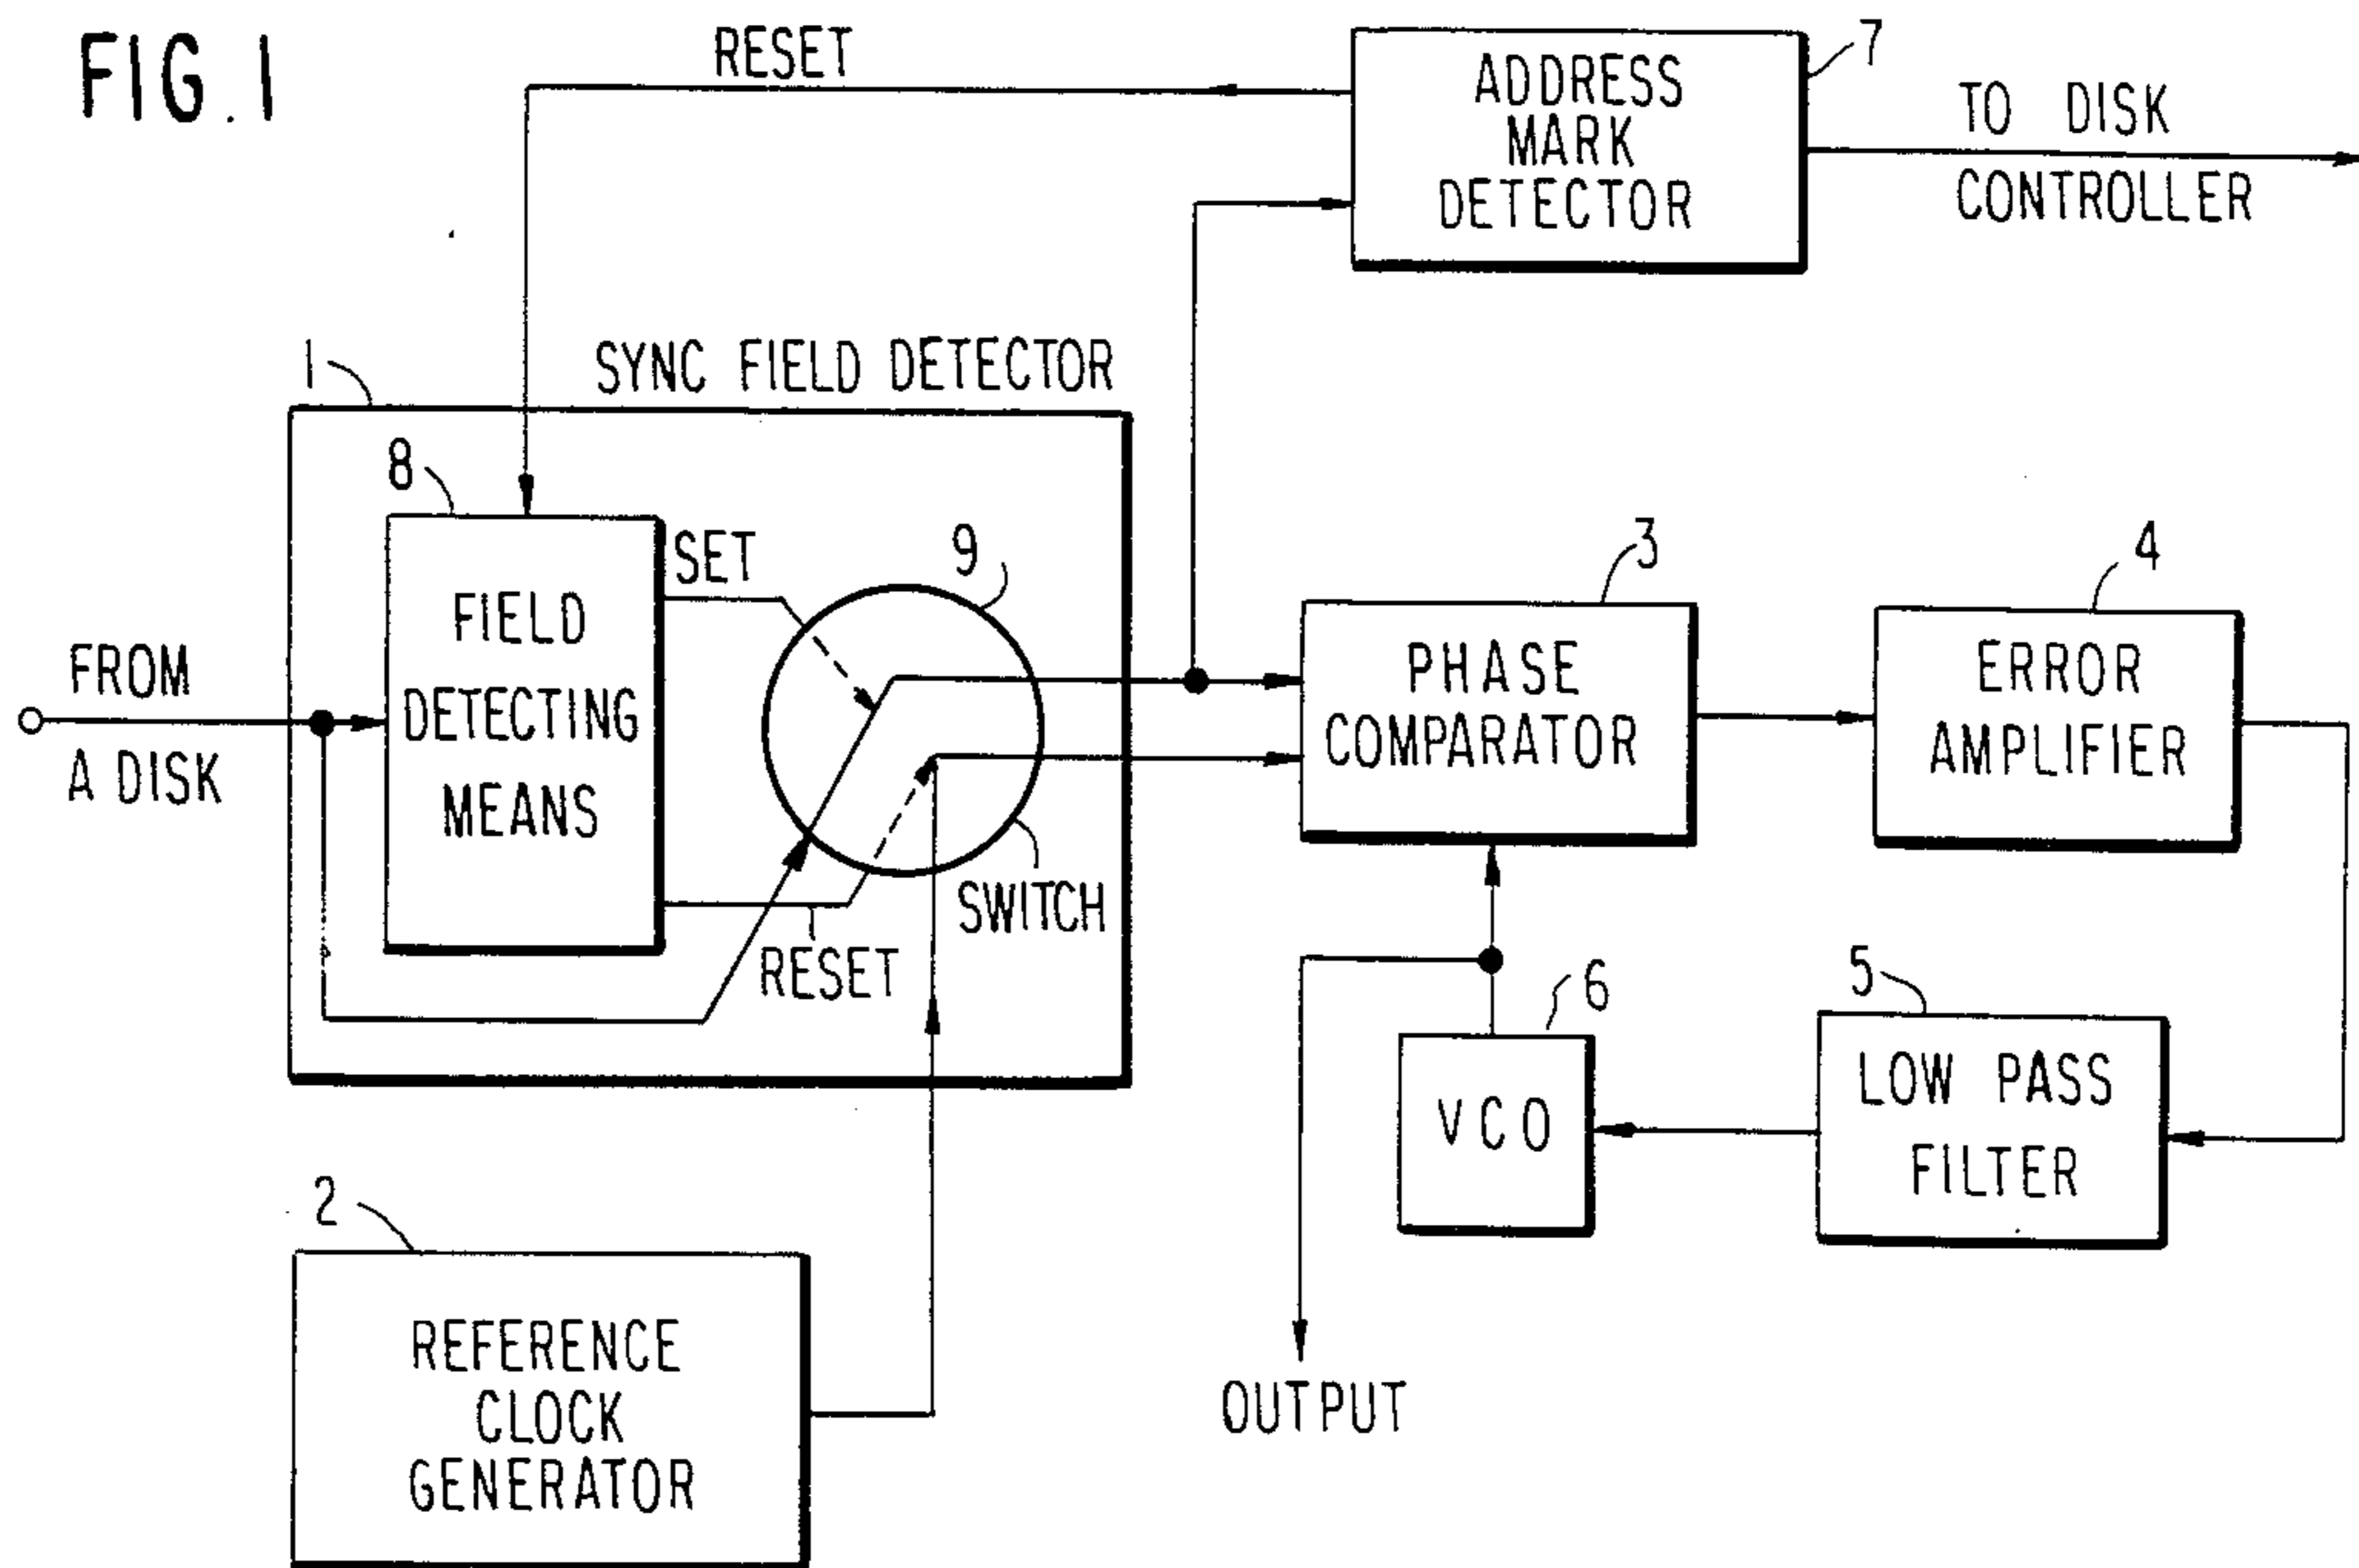 FIG.1
RESET
ADDRESS
MARK
DETECTOR
7
TO DISK
CONTROLLER
1
SYNC FIELD DETECTOR
8
FIELD
DETECTING
MEANS
SET
9
SWITCH
RESET
FROM
A DISK
3
PHASE
COMPARATOR
4
ERROR
AMPLIFIER
5
LOW PASS
FILTER
6
VCO
OUTPUT
2
REFERENCE
CLOCK
GENERATOR